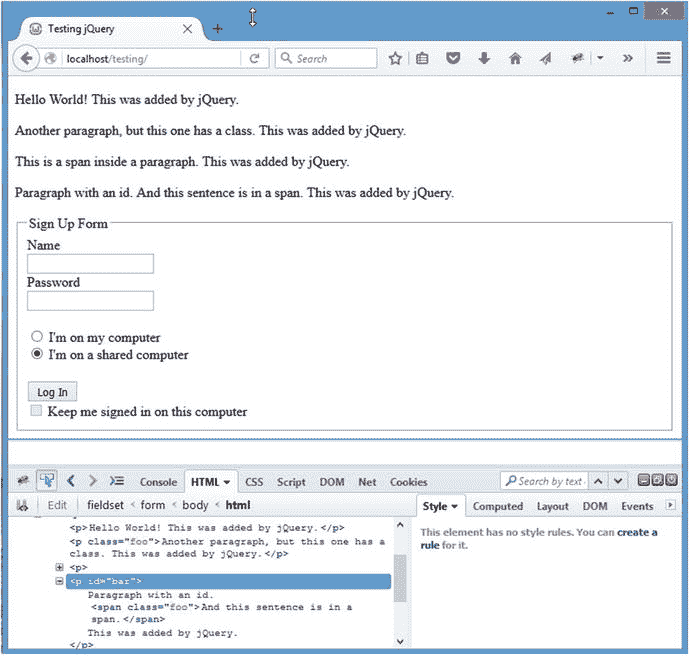 Testing jQuery
localhost/testing/
Search
Hello World! This was added by jQuery.
Another paragraph, but this one has a class. This was added by jQuery.
This is a span inside a paragraph. This was added by jQuery.
Paragraph with an id. And this sentence is in a span. This was added by jQuery.
Sign Up Form
Name
Password
I'm on my computer
I'm on a shared computer
Log In
Keep me signed in on this computer
Console HTML CSS Script DOM Net Cookies
Search by text
Edit fieldset < form < body < html
Style Computed Layout DOM Events
<p>Hello World! This was added by jQuery.</p>
<p class="foo">Another paragraph, but this one has a
class. This was added by jQuery.</p>
<p>
<p id="bar">
Paragraph with an id.
<span class="foo">And this sentence is in a
span.</span>
This was added by jQuery.
</p>
This element has no style rules. You can create a
rule for it.